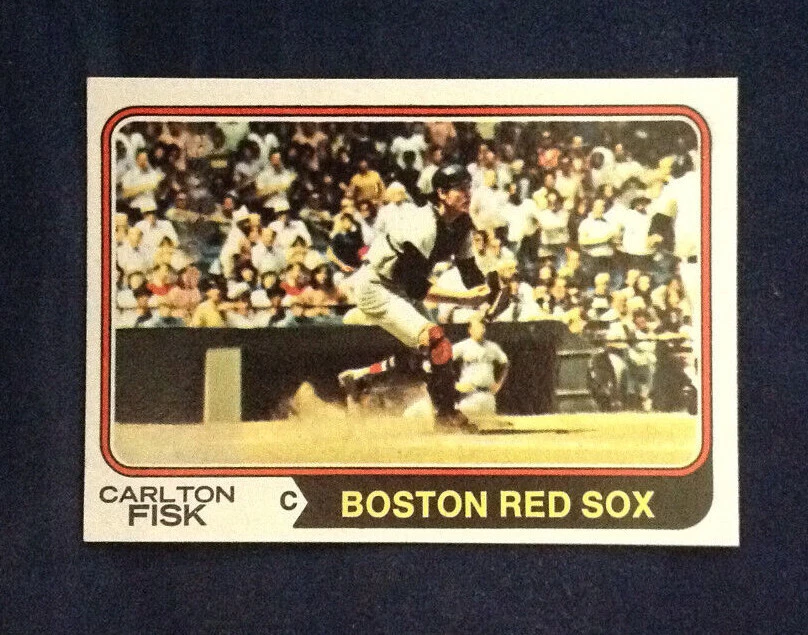 CARLTON
FISK
C
BOSTON RED SOX